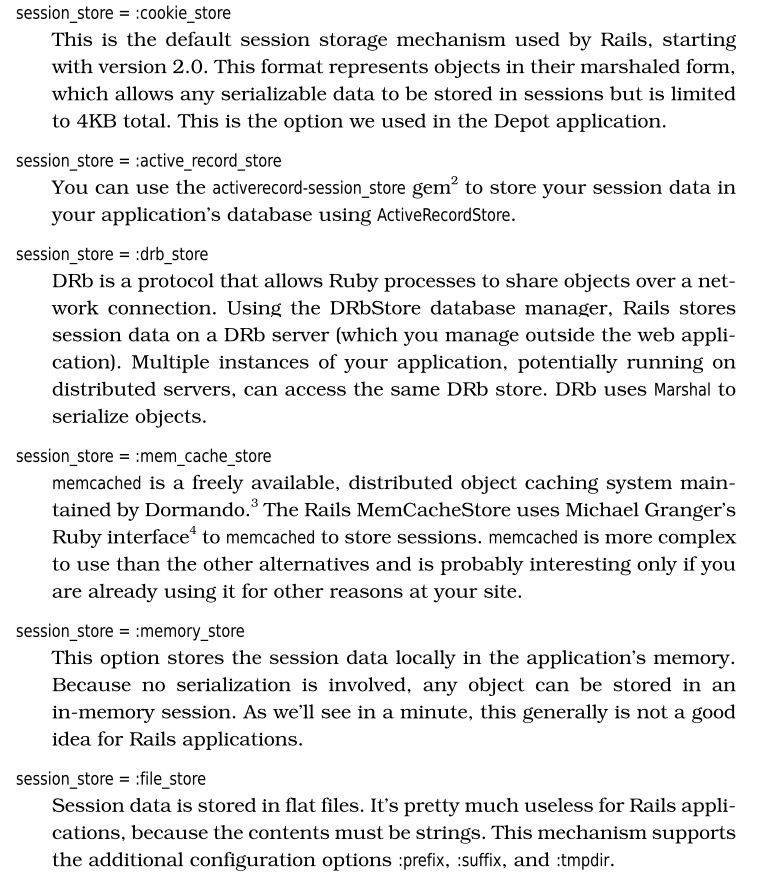 session_store = :cookie_store
This is the default session storage mechanism used by Rails, starting
with version 2.0. This format represents objects in their marshaled form,
which allows any serializable data to be stored in sessions but is limited
to 4KB total. This is the option we used in the Depot application.
session_store = :active_record_store
You can use the activerecord-session_store gem² to store your session data in
your application's database using ActiveRecordStore.
session_store = :drb_store
DRb is a protocol that allows Ruby processes to share objects over a net-
work connection. Using the DRbStore database manager, Rails stores
session data on a DRb server (which you manage outside the web appli-
cation). Multiple instances of your application, potentially running on
distributed servers, can access the same DRb store. DRb uses Marshal to
serialize objects.
session_store = :mem_cache_store
memcached is a freely available, distributed object caching system main-
tained by Dormando.³ The Rails MemCacheStore uses Michael Granger's
Ruby interface⁴ to memcached to store sessions. memcached is more complex
to use than the other alternatives and is probably interesting only if you
are already using it for other reasons at your site.
session_store = :memory_store
This option stores the session data locally in the application's memory.
Because no serialization is involved, any object can be stored in an
in-memory session. As we'll see in a minute, this generally is not a good
idea for Rails applications.
session_store = :file_store
Session data is stored in flat files. It's pretty much useless for Rails appli-
cations, because the contents must be strings. This mechanism supports
the additional configuration options :prefix, :suffix, and :tmpdir.